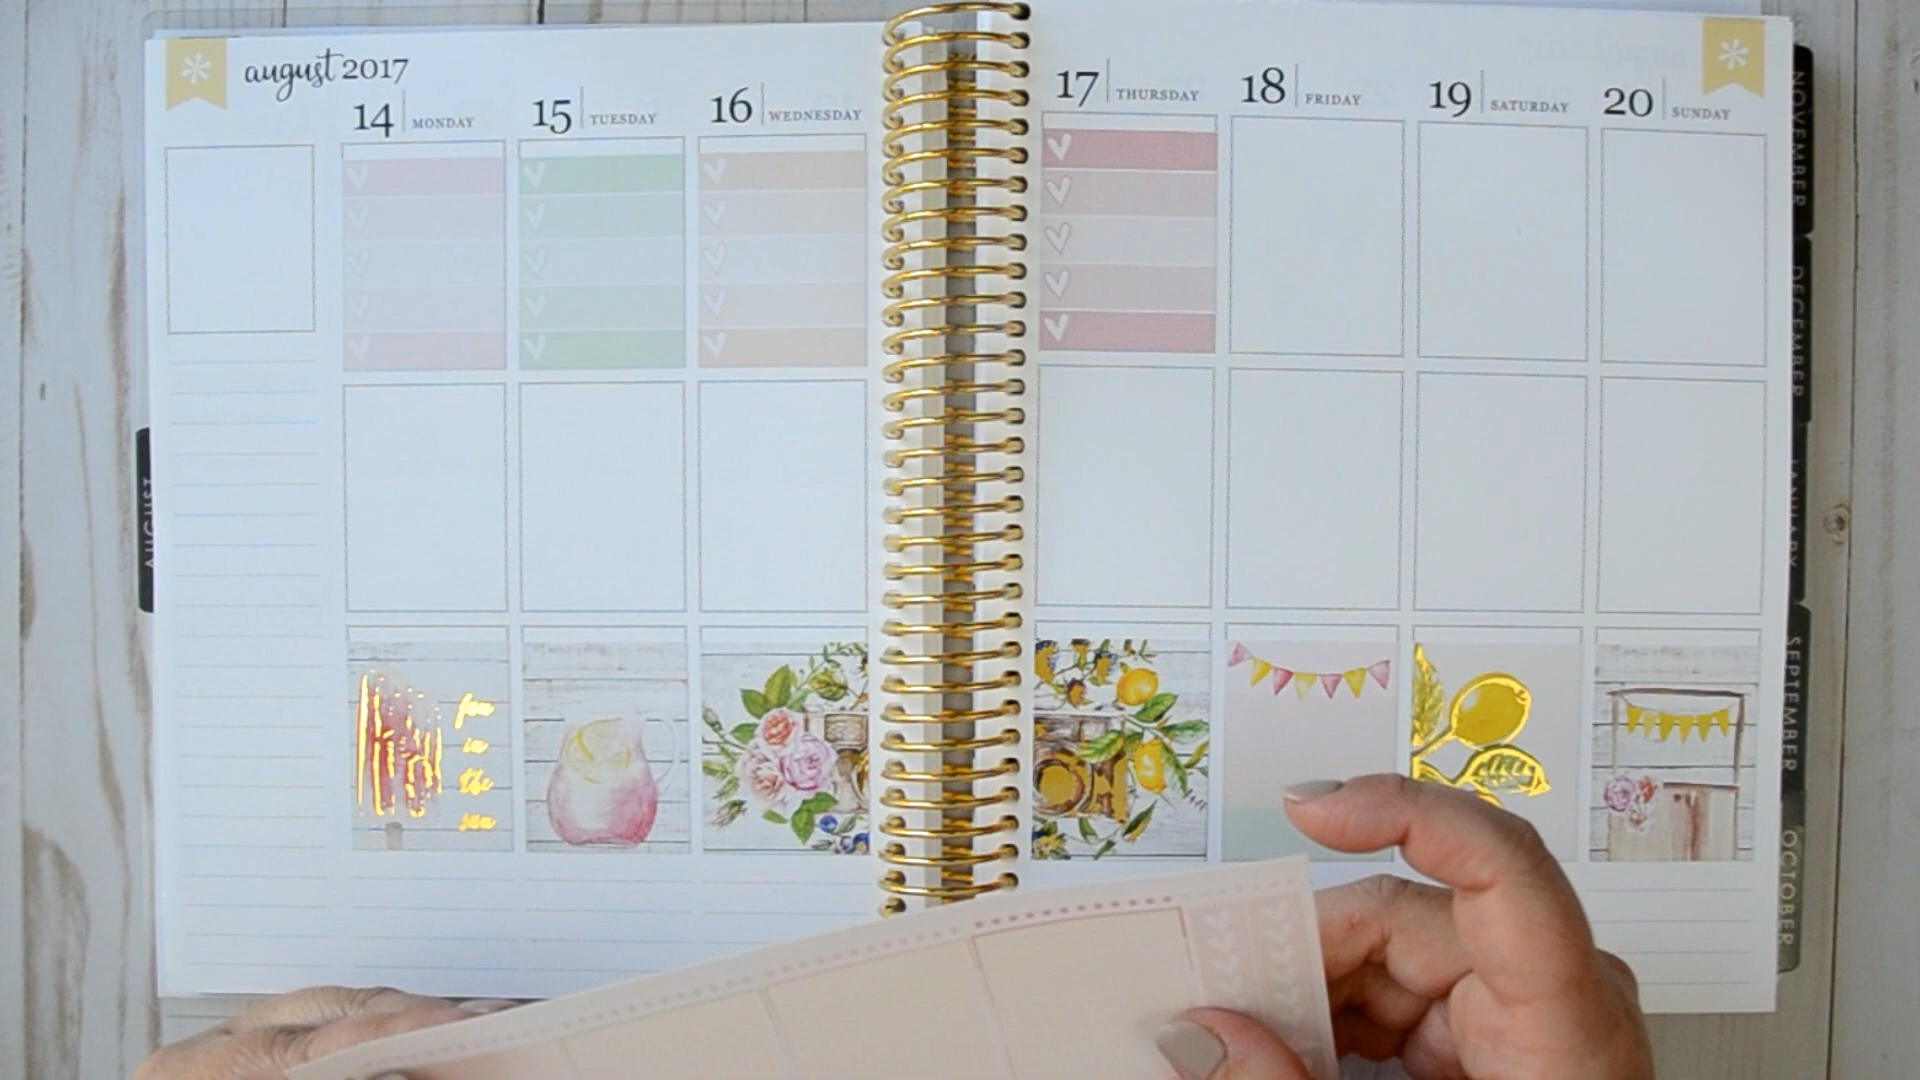 august 2017
14 MONDAY
15 TUESDAY
16 WEDNESDAY
17 THURSDAY
18 FRIDAY
19 SATURDAY
20 SUNDAY
fun
in
the
sun
AUGUST
NOVEMBER
DECEMBER
JANUARY
SEPTEMBER
OCTOBER